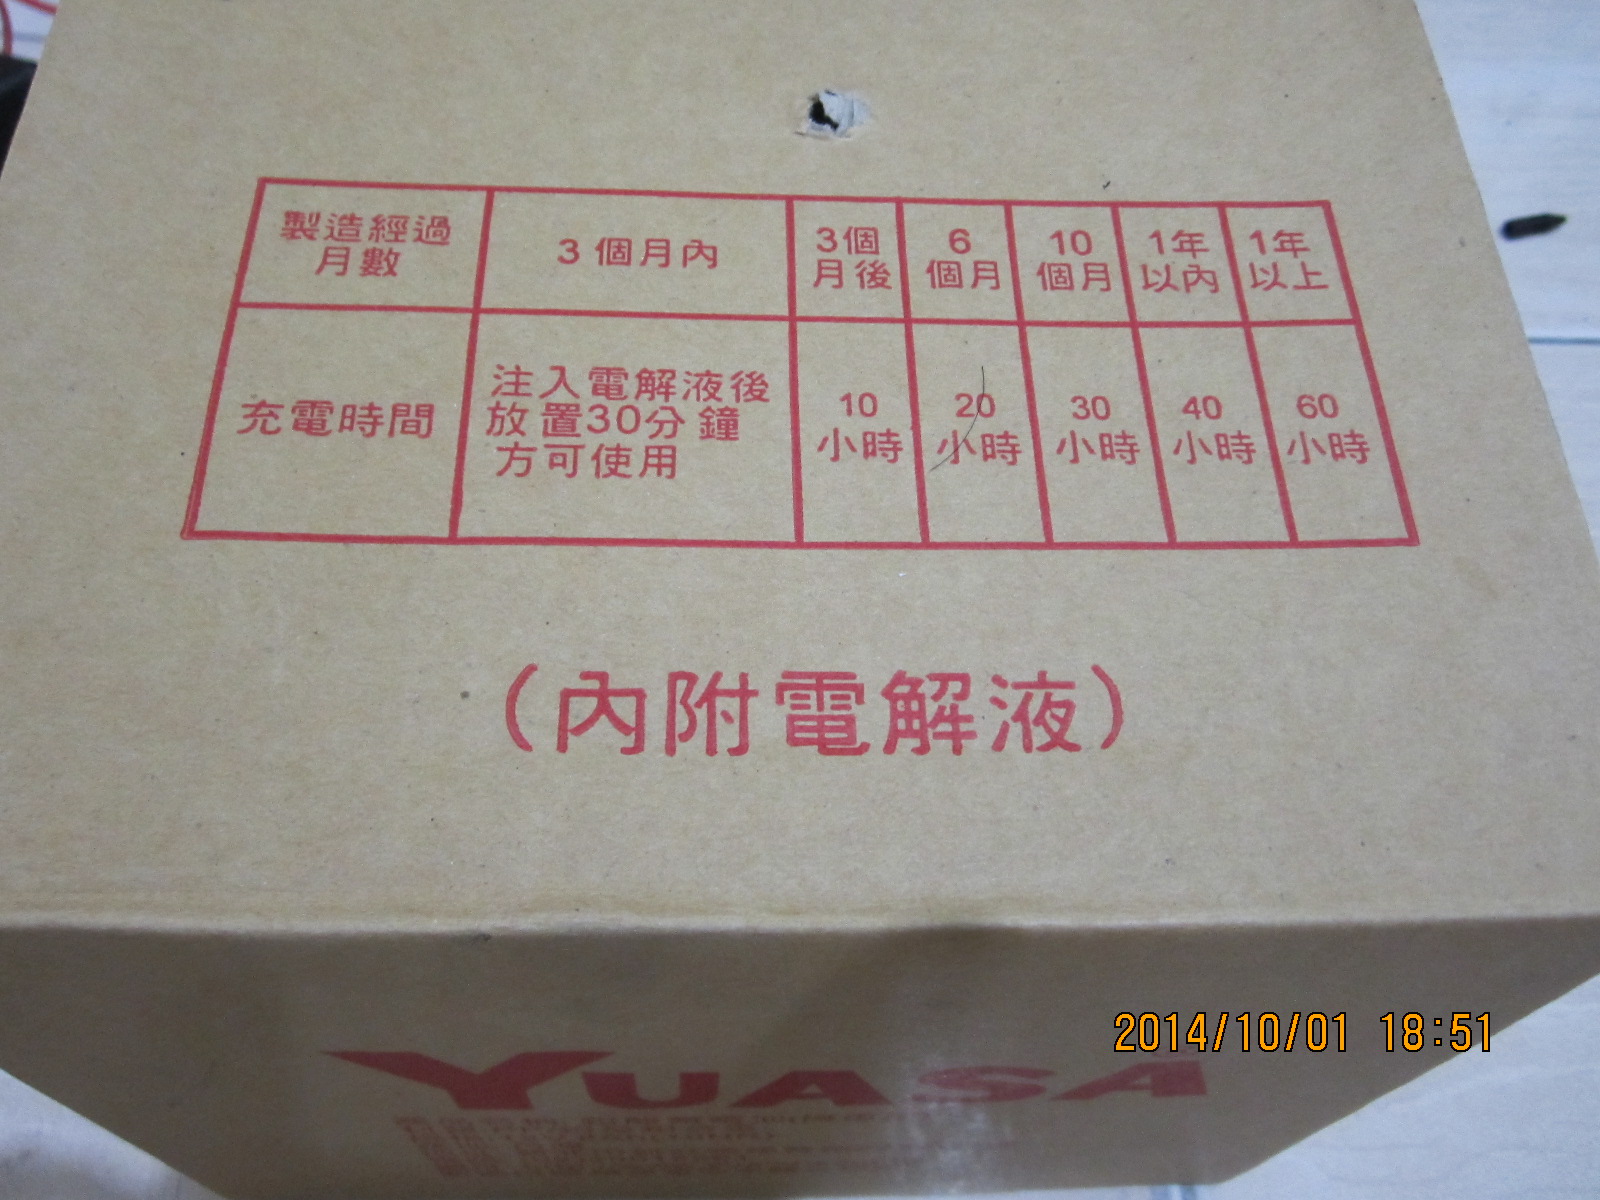 製造經過
月數
3個月內
3個
月後
6
個月
10
個月
1年
以內
1年
以上
充電時間
注入電解液後
放置30分鐘
方可使用
10
小時
20
小時
30
小時
40
小時
60
小時
(內附電解液)
2014/10/01 18:51
YUASA